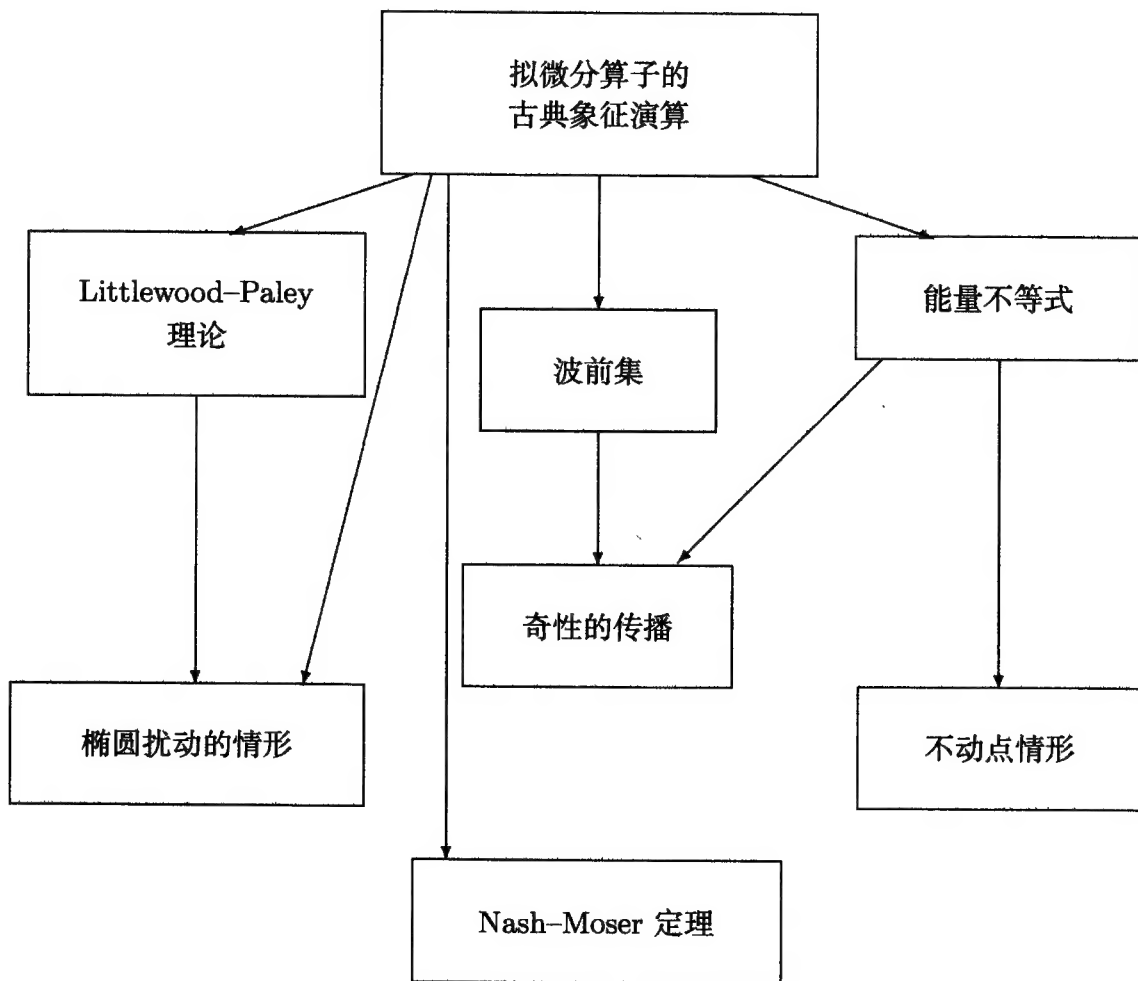 拟微分算子的
古典象征演算
Littlewood–Paley
理论
能量不等式
波前集
奇性的传播
椭圆扰动的情形
不动点情形
Nash–Moser 定理